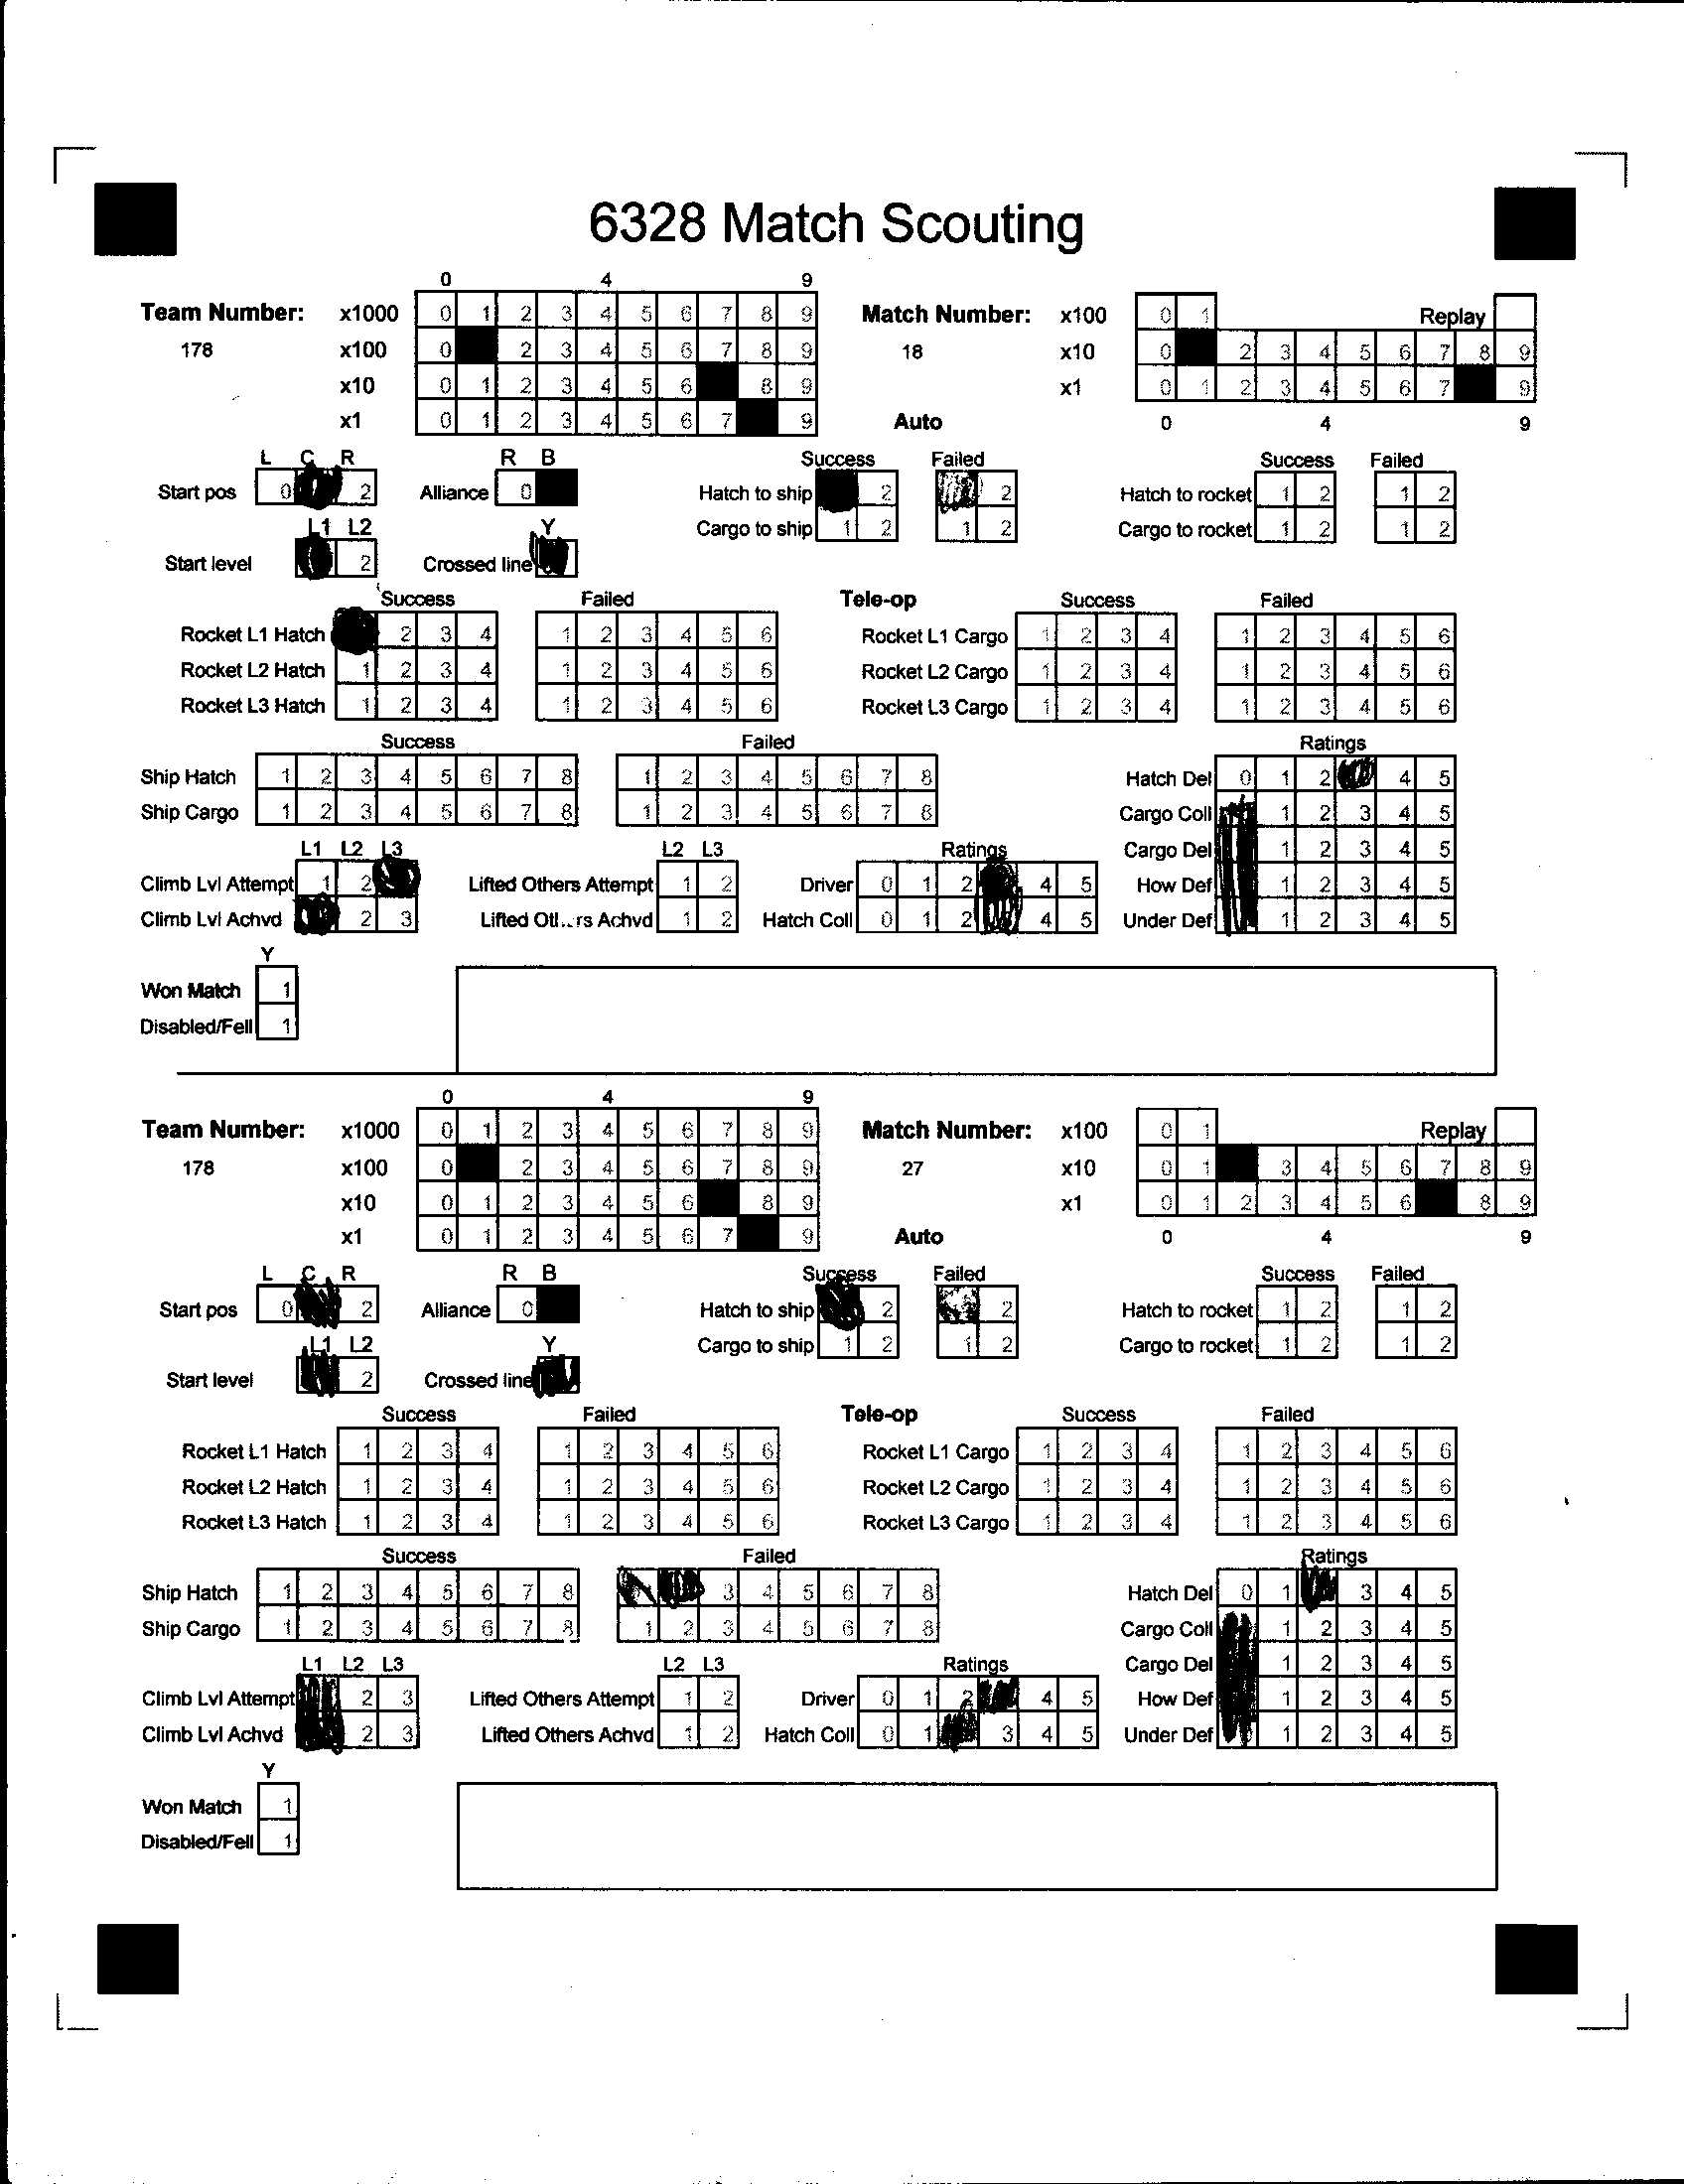 6328 Match Scouting
0 4 9
Team Number: x1000 0 1 2 3 4 5 6 7 8 9 Match Number: x100 0 1 Replay
178 x100 0 2 3 4 5 6 7 8 9 18 x10 0 2 3 4 5 6 7 8 9
x10 0 1 2 3 4 5 6 8 9 x1 0 1 2 3 4 5 6 7 9
x1 0 1 2 3 4 5 6 7 9 Auto 0 4 9
L C R R B Success Failed Success Failed
Start pos 0 2 Alliance 0 Hatch to ship 2 2 Hatch to rocket 1 2 1 2
L1 L2 Y Cargo to ship 1 2 1 2 Cargo to rocket 1 2 1 2
Start level 2 Crossed line
Success Failed Tele-op Success Failed
Rocket L1 Hatch 2 3 4 1 2 3 4 5 6 Rocket L1 Cargo 1 2 3 4 1 2 3 4 5 6
Rocket L2 Hatch 1 2 3 4 1 2 3 4 5 6 Rocket L2 Cargo 1 2 3 4 1 2 3 4 5 6
Rocket L3 Hatch 1 2 3 4 1 2 3 4 5 6 Rocket L3 Cargo 1 2 3 4 1 2 3 4 5 6
Success Failed Ratings
Ship Hatch 1 2 3 4 5 6 7 8 1 2 3 4 5 6 7 8 Hatch Del 0 1 2 4 5
Ship Cargo 1 2 3 4 5 6 7 8 1 2 3 4 5 6 7 8 Cargo Coll 1 2 3 4 5
L1 L2 L3 L2 L3 Ratings Cargo Del 1 2 3 4 5
Climb Lvl Attempt 1 2 Lifted Others Attempt 1 2 Driver 0 1 2 4 5 How Def 1 2 3 4 5
Climb Lvl Achvd 2 3 Lifted Achvd 1 2 Hatch Coll 0 1 2 4 5 Under Def 1 2 3 4 5
Y
Won Match 1
Disabled/Fell 1
0 4 9
Team Number: x1000 0 1 2 3 4 5 6 7 8 9 Match Number: x100 0 1 Replay
178 x100 0 2 3 4 5 6 7 8 9 27 x10 0 1 3 4 5 6 7 8 9
x10 0 1 2 3 4 5 6 8 9 x1 0 1 2 3 4 5 6 8 9
x1 0 1 2 3 4 5 6 7 9 Auto 0 4 9
L C R R B Success Failed Success Failed
Start pos 0 2 Alliance 0 Hatch to ship 2 2 Hatch to rocket 1 2 1 2
L1 L2 Y Cargo to ship 1 2 1 2 Cargo to rocket 1 2 1 2
Start level 2 Crossed line
Success Failed Tele-op Success Failed
Rocket L1 Hatch 1 2 3 4 1 2 3 4 5 6 Rocket L1 Cargo 1 2 3 4 1 2 3 4 5 6
Rocket L2 Hatch 1 2 3 4 1 2 3 4 5 6 Rocket L2 Cargo 1 2 3 4 1 2 3 4 5 6
Rocket L3 Hatch 1 2 3 4 1 2 3 4 5 6 Rocket L3 Cargo 1 2 3 4 1 2 3 4 5 6
Success Failed Ratings
Ship Hatch 1 2 3 4 5 6 7 8 3 4 5 6 7 8 Hatch Del 0 1 3 4 5
Ship Cargo 1 2 3 4 5 6 7 8 1 2 3 4 5 6 7 8 Cargo Coll 1 2 3 4 5
L1 L2 L3 L2 L3 Ratings Cargo Del 1 2 3 4 5
Climb Lvl Attempt 2 3 Lifted Others Attempt 1 2 Driver 0 1 2 4 5 How Def 1 2 3 4 5
Climb Lvl Achvd 2 3 Lifted Others Achvd 1 2 Hatch Coll 0 1 3 4 5 Under Def 1 2 3 4 5
Y
Won Match 1
Disabled/Fell 1